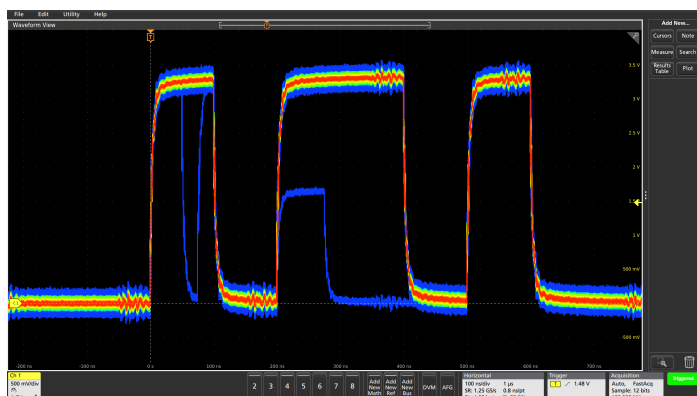 File Edit Utility Help
Waveform View
Add New...
Cursors Note
Measure Search
Results Table Plot
T
3.5 V
3 V
2.5 V
2 V
1 V
500 mV
C1
-500 mV
-200 ns -100 ns 0 s 100 ns 200 ns 300 ns 400 ns 500 ns 600 ns 700 ns
Ch 1
500 mV/div
2 3 4 5 6 7 8
Add New Math
Add New Ref
Add New Bus
DVM AFG
Horizontal
100 ns/div 1 µs
SR: 1.25 GS/s 0.8 ns/pt
Trigger
1 1.48 V
Acquisition
Auto, FastAcq
Sample: 12 bits
Triggered